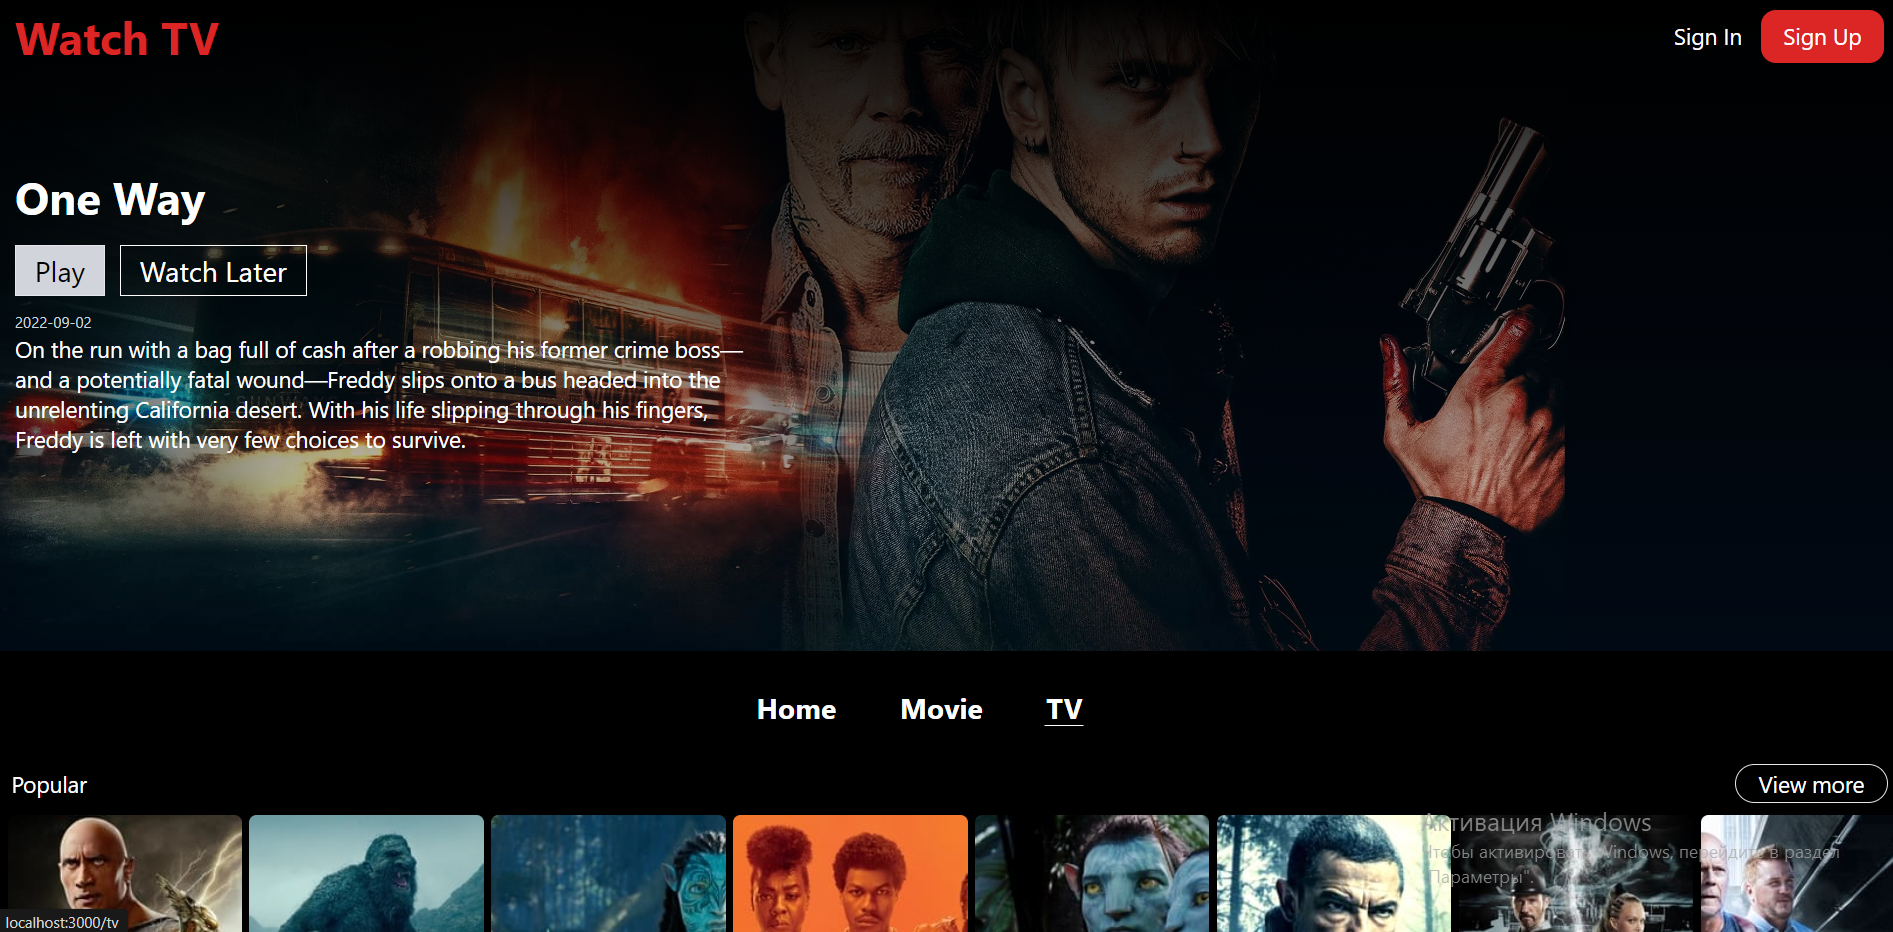 Watch TV
Sign In
Sign Up
One Way
Play
Watch Later
2022-09-02
On the run with a bag full of cash after a robbing his former crime boss—
and a potentially fatal wound—Freddy slips onto a bus headed into the
unrelenting California desert. With his life slipping through his fingers,
Freddy is left with very few choices to survive.
Home
Movie
TV
Popular
View more
Активация Windows
Чтобы активировать Windows, перейдите в раздел
"Параметры".
localhost:3000/tv